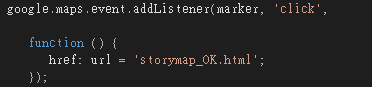 google.maps.event.addListener(marker, 'click',
function () {
href: url = 'storymap_OK.html';
});